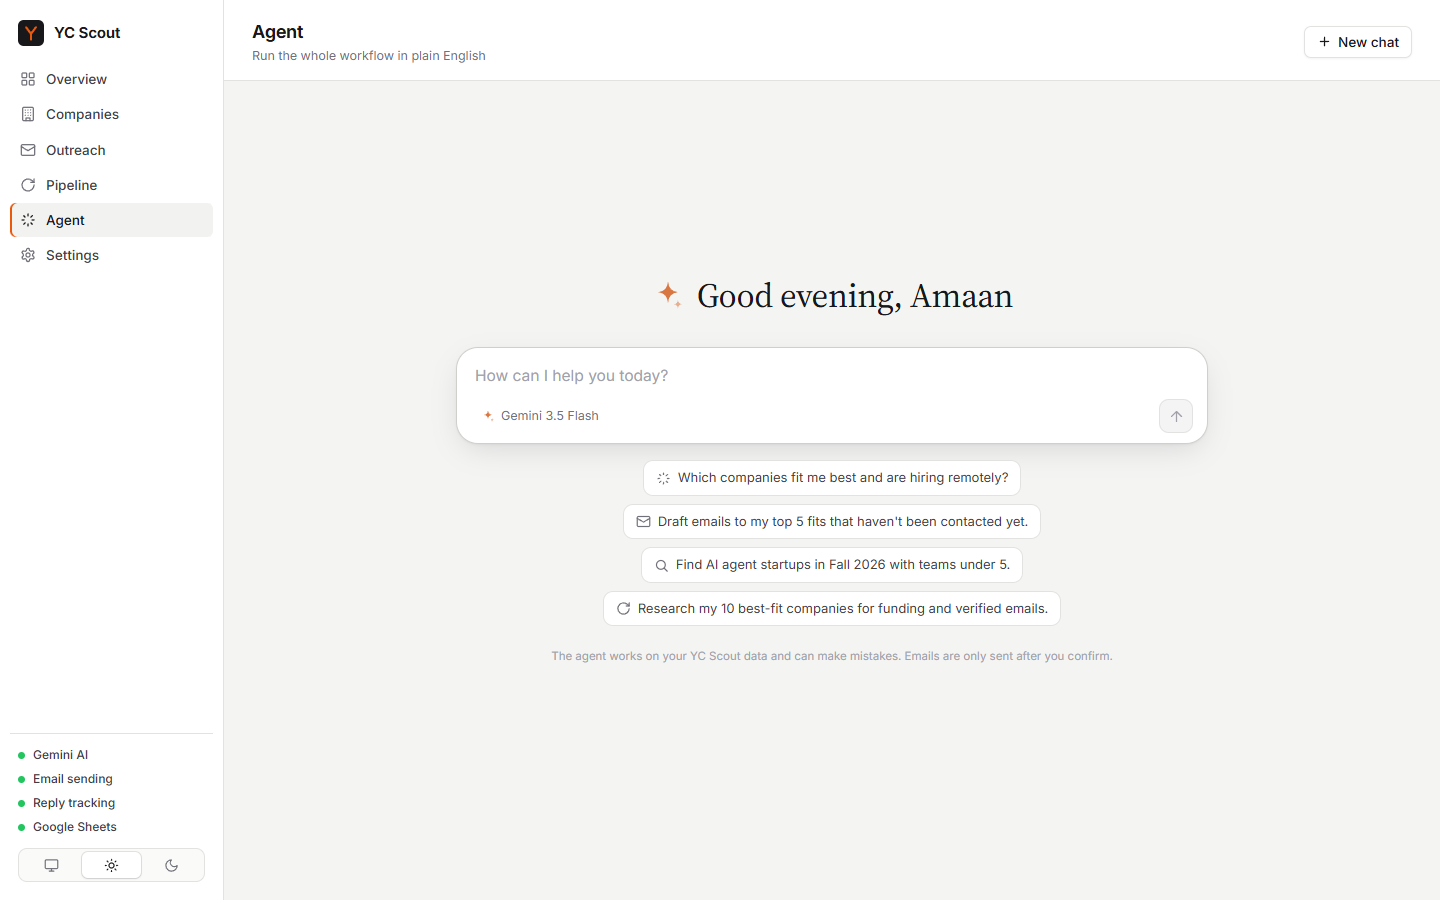 YC Scout
Overview
Companies
Outreach
Pipeline
Agent
Settings
Gemini AI
Email sending
Reply tracking
Google Sheets
Agent
Run the whole workflow in plain English
New chat
Good evening, Amaan
How can I help you today?
Gemini 3.5 Flash
Which companies fit me best and are hiring remotely?
Draft emails to my top 5 fits that haven't been contacted yet.
Find AI agent startups in Fall 2026 with teams under 5.
Research my 10 best-fit companies for funding and verified emails.
The agent works on your YC Scout data and can make mistakes. Emails are only sent after you confirm.